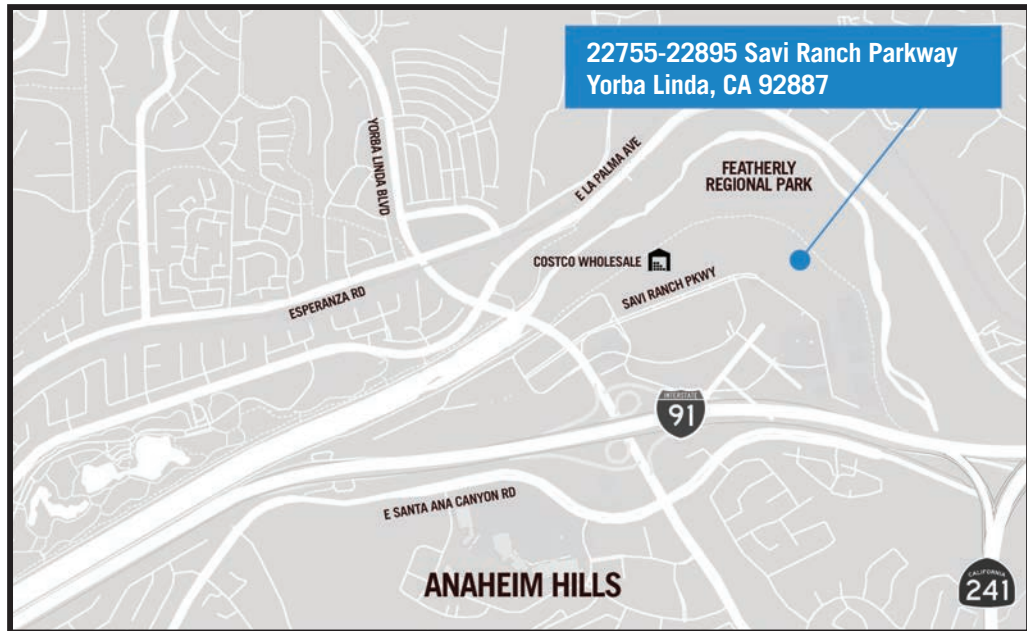 22755-22895 Savi Ranch Parkway
Yorba Linda, CA 92887
YORBA LINDA BLVD
E LA PALMA AVE
FEATHERLY
REGIONAL PARK
COSTCO WHOLESALE
SAVI RANCH PKWY
ESPERANZA RD
INTERSTATE
91
E SANTA ANA CANYON RD
ANAHEIM HILLS
CALIFORNIA
241